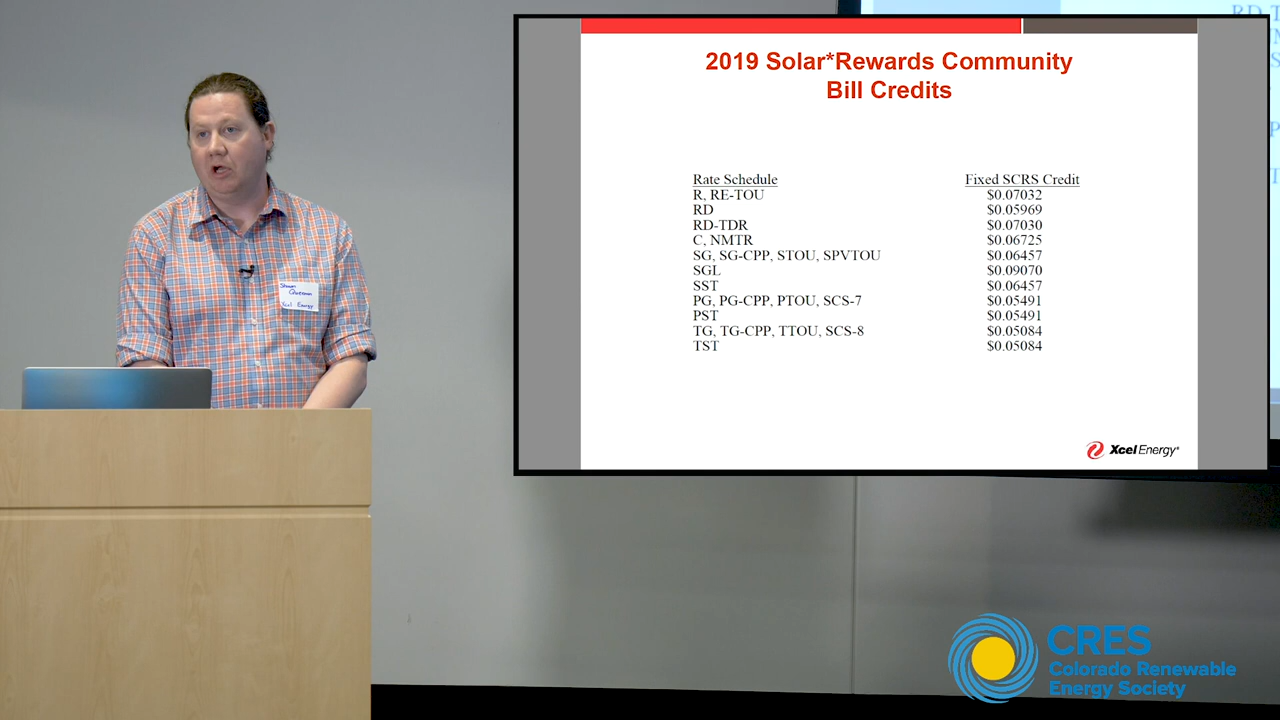 2019 Solar*Rewards Community
Bill Credits
Rate Schedule Fixed SCRS Credit
R, RE-TOU $0.07032
RD $0.05969
RD-TDR $0.07030
C, NMTR $0.06725
SG, SG-CPP, STOU, SPVTOU $0.06457
SGL $0.09070
SST $0.06457
PG, PG-CPP, PTOU, SCS-7 $0.05491
PST $0.05491
TG, TG-CPP, TTOU, SCS-8 $0.05084
TST $0.05084
Xcel Energy®
Xcel Energy
CRES
Colorado Renewable
Energy Society